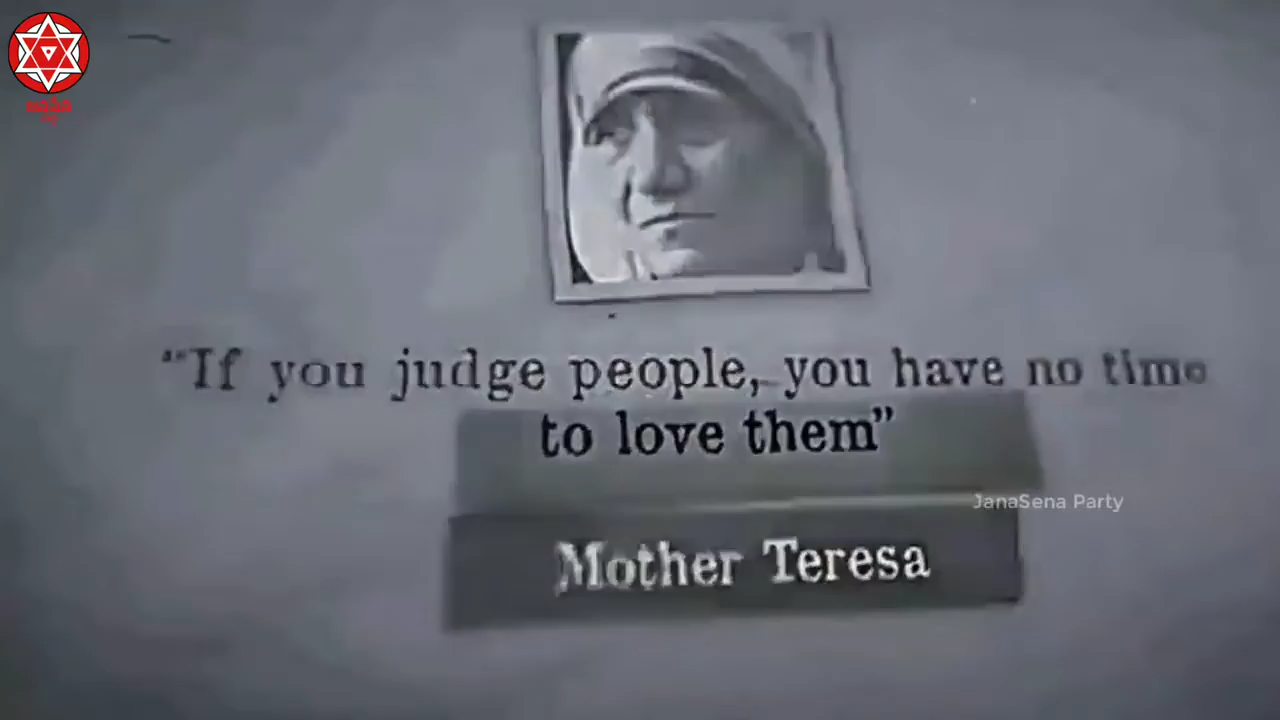 "If you judge people, you have no time
to love them"
JanaSena Party
Mother Teresa